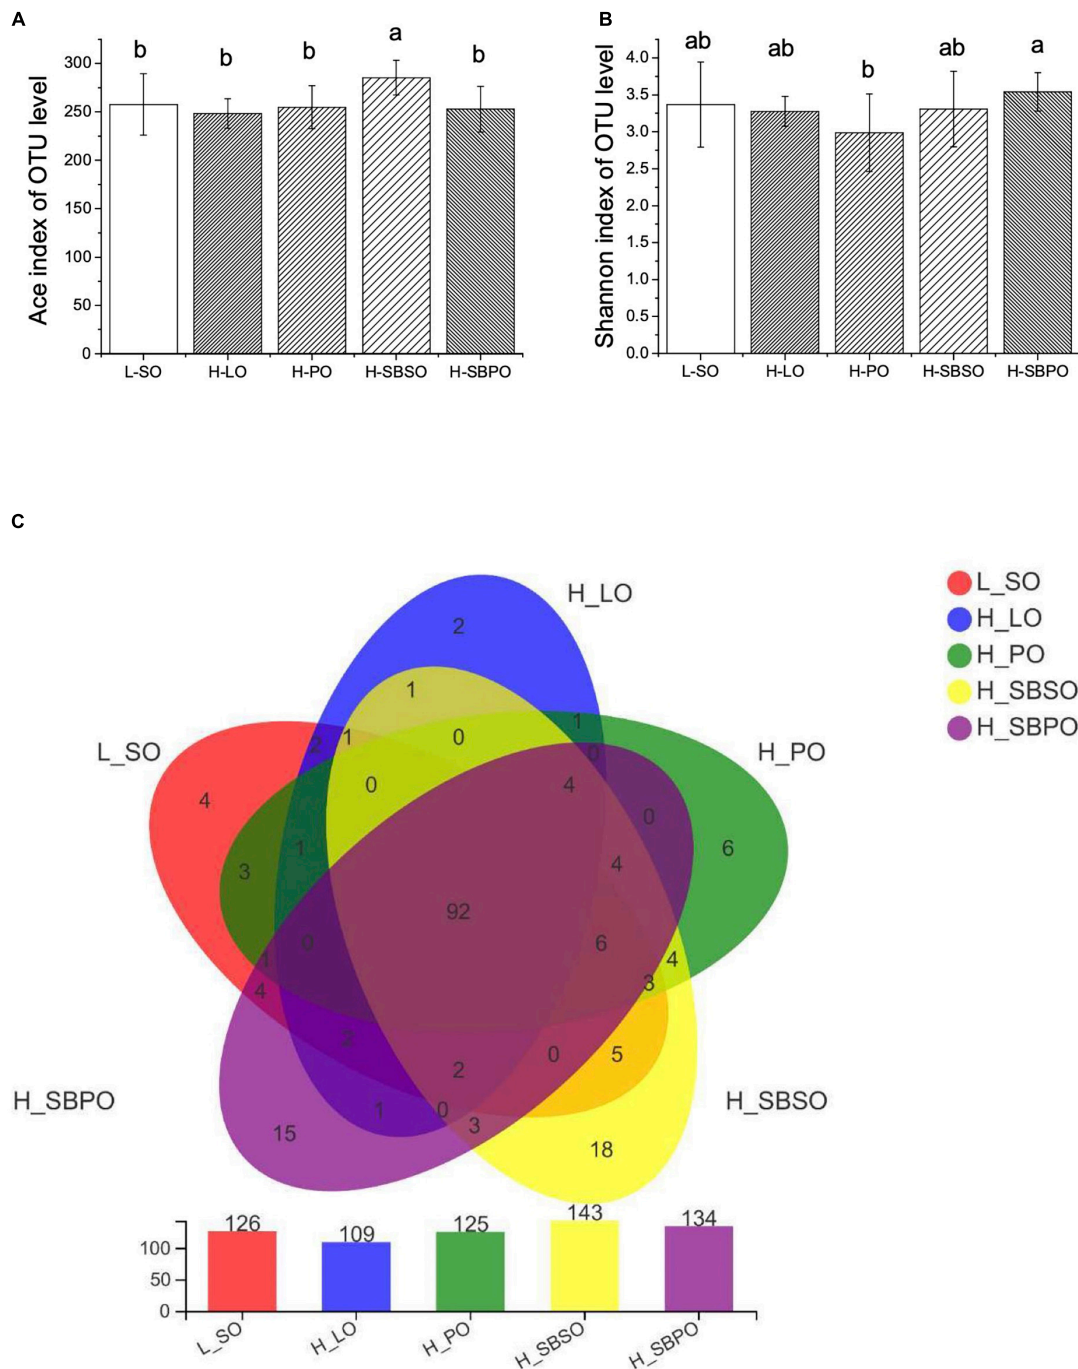 A
Ace index of OTU level
300
250
200
150
100
50
0
b
b
b
a
b
L-SO
H-LO
H-PO
H-SBSO
H-SBPO
B
Shannon index of OTU level
4.0
3.5
3.0
2.5
2.0
1.5
1.0
0.5
0.0
ab
ab
b
ab
a
L-SO
H-LO
H-PO
H-SBSO
H-SBPO
C
L_SO
H_LO
H_PO
H_SBSO
H_SBPO
H_LO
2
1
1
L_SO
2
1
0
0
H_PO
4
0
4
0
3
1
4
6
92
0
6
4
4
3
2
2
0
5
H_SBPO
1
0
3
H_SBSO
15
18
126
109
125
143
134
100
50
0
L_SO
H_LO
H_PO
H_SBSO
H_SBPO